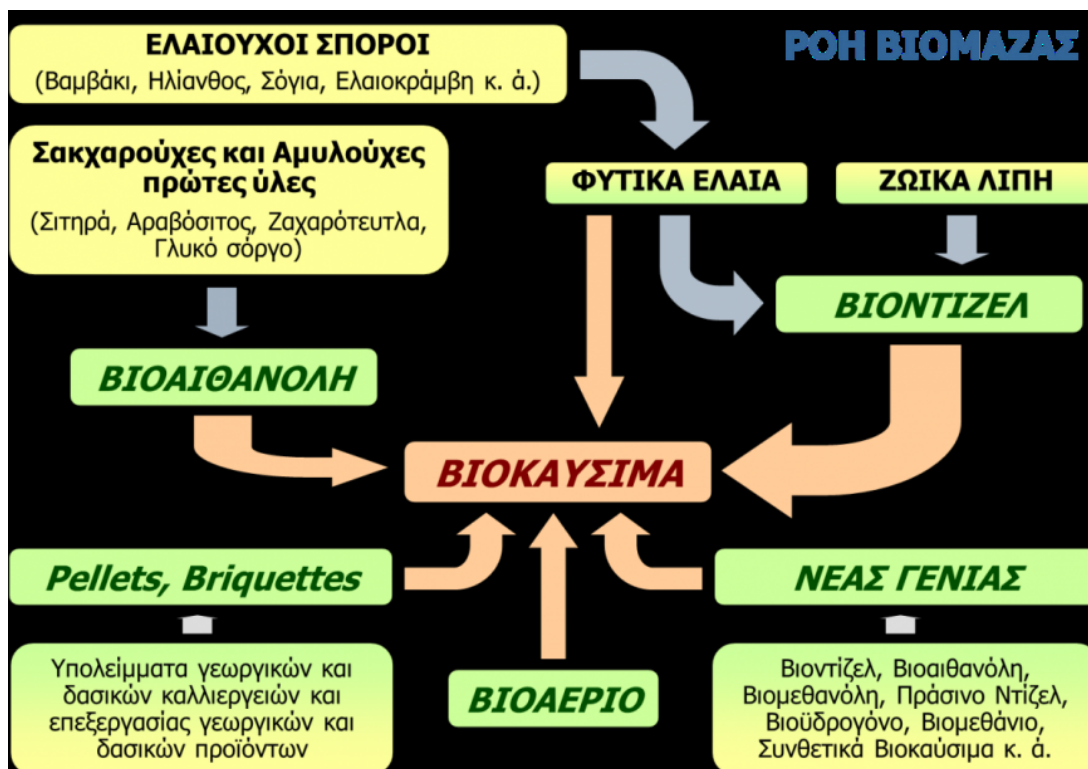 ΡΟΗ ΒΙΟΜΑΖΑΣ
ΕΛΑΙΟΥΧΟΙ ΣΠΟΡΟΙ
(Βαμβάκι, Ηλίανθος, Σόγια, Ελαιοκράμβη κ. ά.)
Σακχαρούχες και Αμυλούχες
πρώτες ύλες
(Σιτηρά, Αραβόσιτος, Ζαχαρότευτλα,
Γλυκό σόργο)
ΦΥΤΙΚΑ ΕΛΑΙΑ
ΖΩΙΚΑ ΛΙΠΗ
ΒΙΟΝΤΙΖΕΛ
ΒΙΟΑΙΘΑΝΟΛΗ
ΒΙΟΚΑΥΣΙΜΑ
Pellets, Briquettes
ΝΕΑΣ ΓΕΝΙΑΣ
Υπολείμματα γεωργικών και
δασικών καλλιεργειών και
επεξεργασίας γεωργικών και
δασικών προϊόντων
ΒΙΟΑΕΡΙΟ
Βιοντίζελ, Βιοαιθανόλη,
Βιομεθανόλη, Πράσινο Ντίζελ,
Βιοϋδρογόνο, Βιομεθάνιο,
Συνθετικά Βιοκαύσιμα κ. ά.